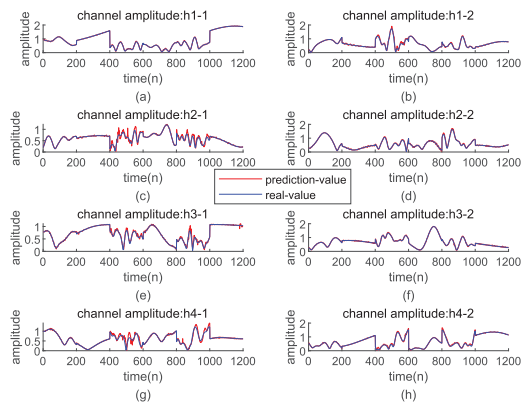 channel amplitude:h1-1
channel amplitude:h1-2
amplitude
2
1
0
0 200 400 600 800 1000 1200
time(n)
(a)
amplitude
2
1
0
0 200 400 600 800 1000 1200
time(n)
(b)
channel amplitude:h2-1
channel amplitude:h2-2
amplitude
1
0.5
0
0 200 400 600 800 1000 1200
time(n)
(c)
amplitude
2
1
0
0 200 400 600 800 1000 1200
time(n)
(d)
prediction-value
real-value
channel amplitude:h3-1
channel amplitude:h3-2
amplitude
1
0.5
0
0 200 400 600 800 1000 1200
time(n)
(e)
amplitude
2
1
0
0 200 400 600 800 1000 1200
time(n)
(f)
channel amplitude:h4-1
channel amplitude:h4-2
amplitude
1
0.5
0
0 200 400 600 800 1000 1200
time(n)
(g)
amplitude
2
1
0
0 200 400 600 800 1000 1200
time(n)
(h)